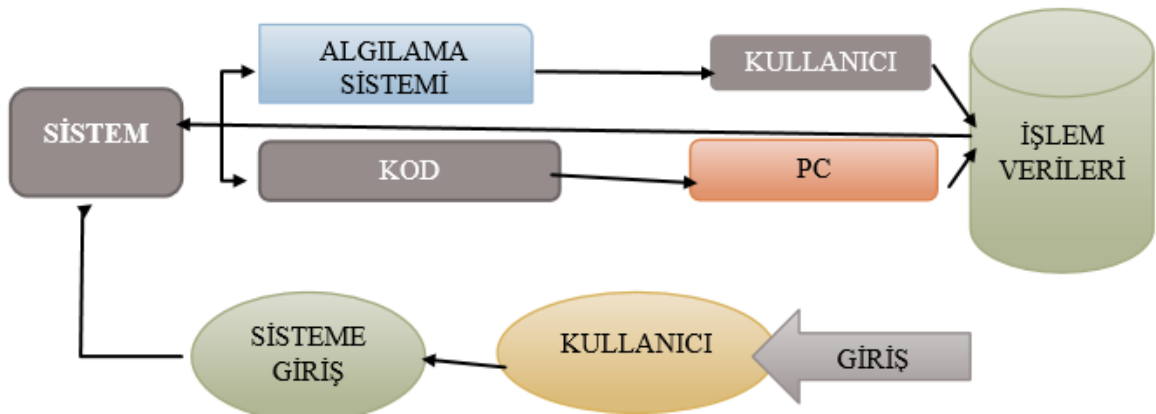 ALGILAMA
SİSTEMİ
KULLANICI
SİSTEM
KOD
PC
İŞLEM
VERİLERİ
SİSTEME
GİRİŞ
KULLANICI
GİRİŞ